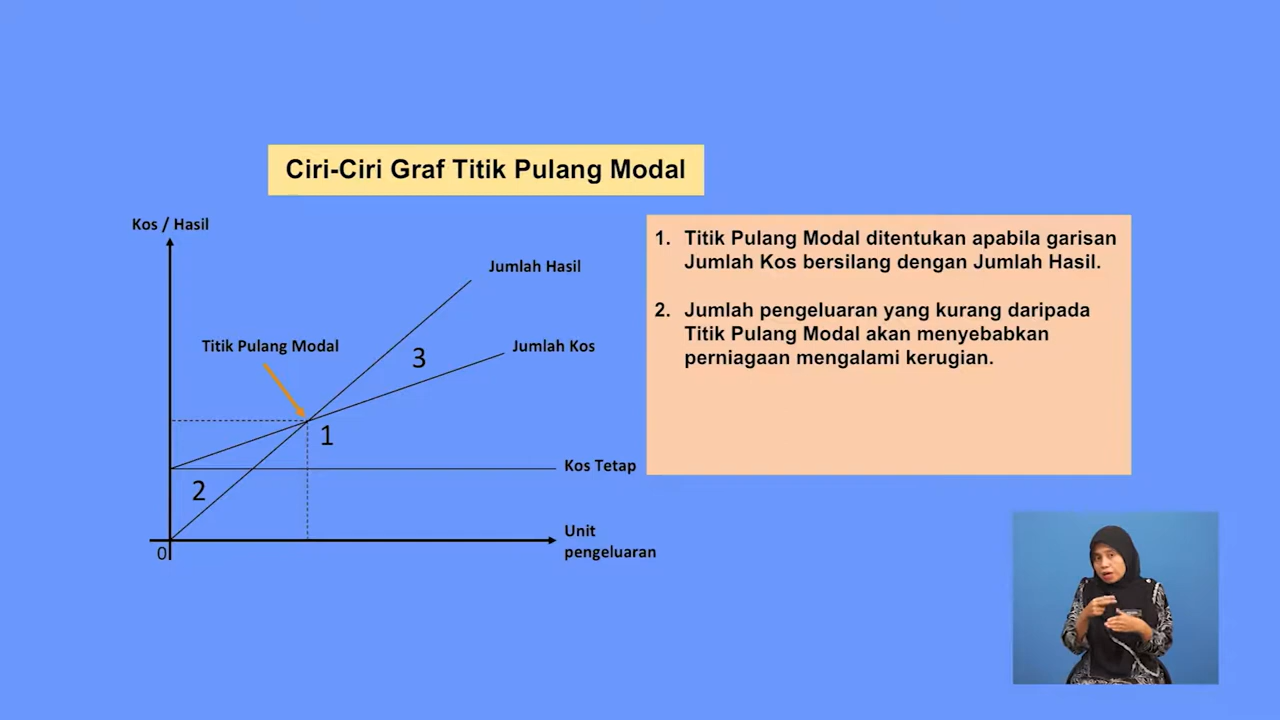 Ciri-Ciri Graf Titik Pulang Modal
Kos / Hasil
Jumlah Hasil
Titik Pulang Modal
3
Jumlah Kos
1
Kos Tetap
2
0
Unit
pengeluaran
1. Titik Pulang Modal ditentukan apabila garisan
Jumlah Kos bersilang dengan Jumlah Hasil.
2. Jumlah pengeluaran yang kurang daripada
Titik Pulang Modal akan menyebabkan
perniagaan mengalami kerugian.